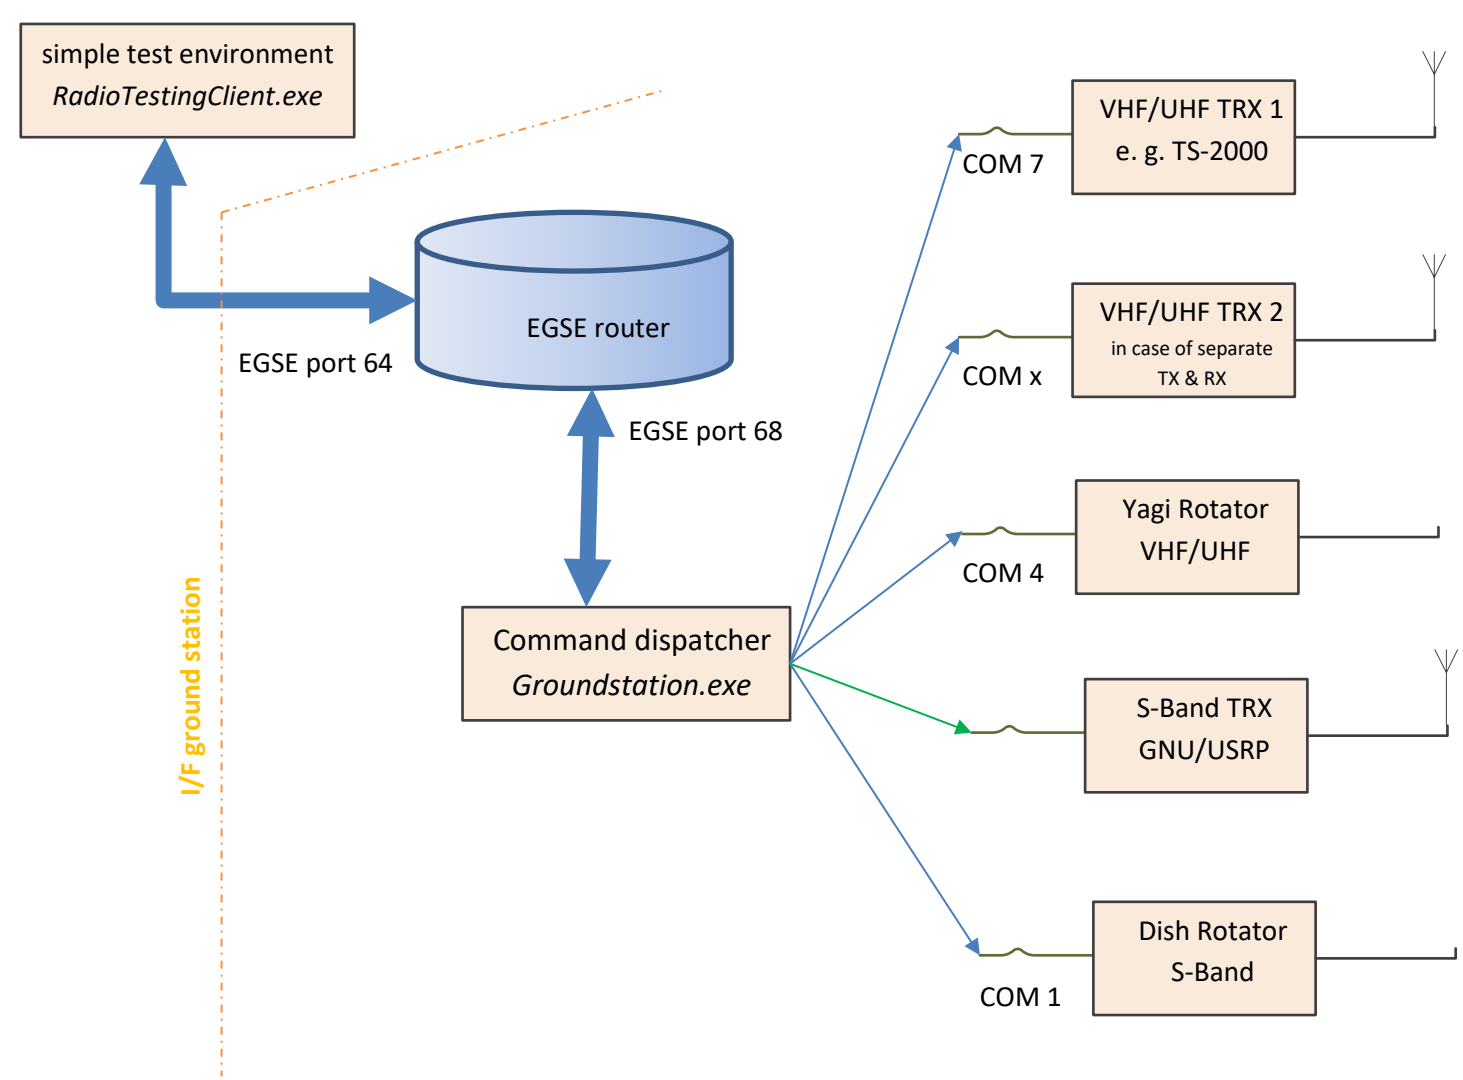 simple test environment
RadioTestingClient.exe
EGSE router
EGSE port 64
EGSE port 68
I/F ground station
Command dispatcher
Groundstation.exe
COM 7
VHF/UHF TRX 1
e. g. TS-2000
COM x
VHF/UHF TRX 2
in case of separate
TX & RX
COM 4
Yagi Rotator
VHF/UHF
S-Band TRX
GNU/USRP
COM 1
Dish Rotator
S-Band